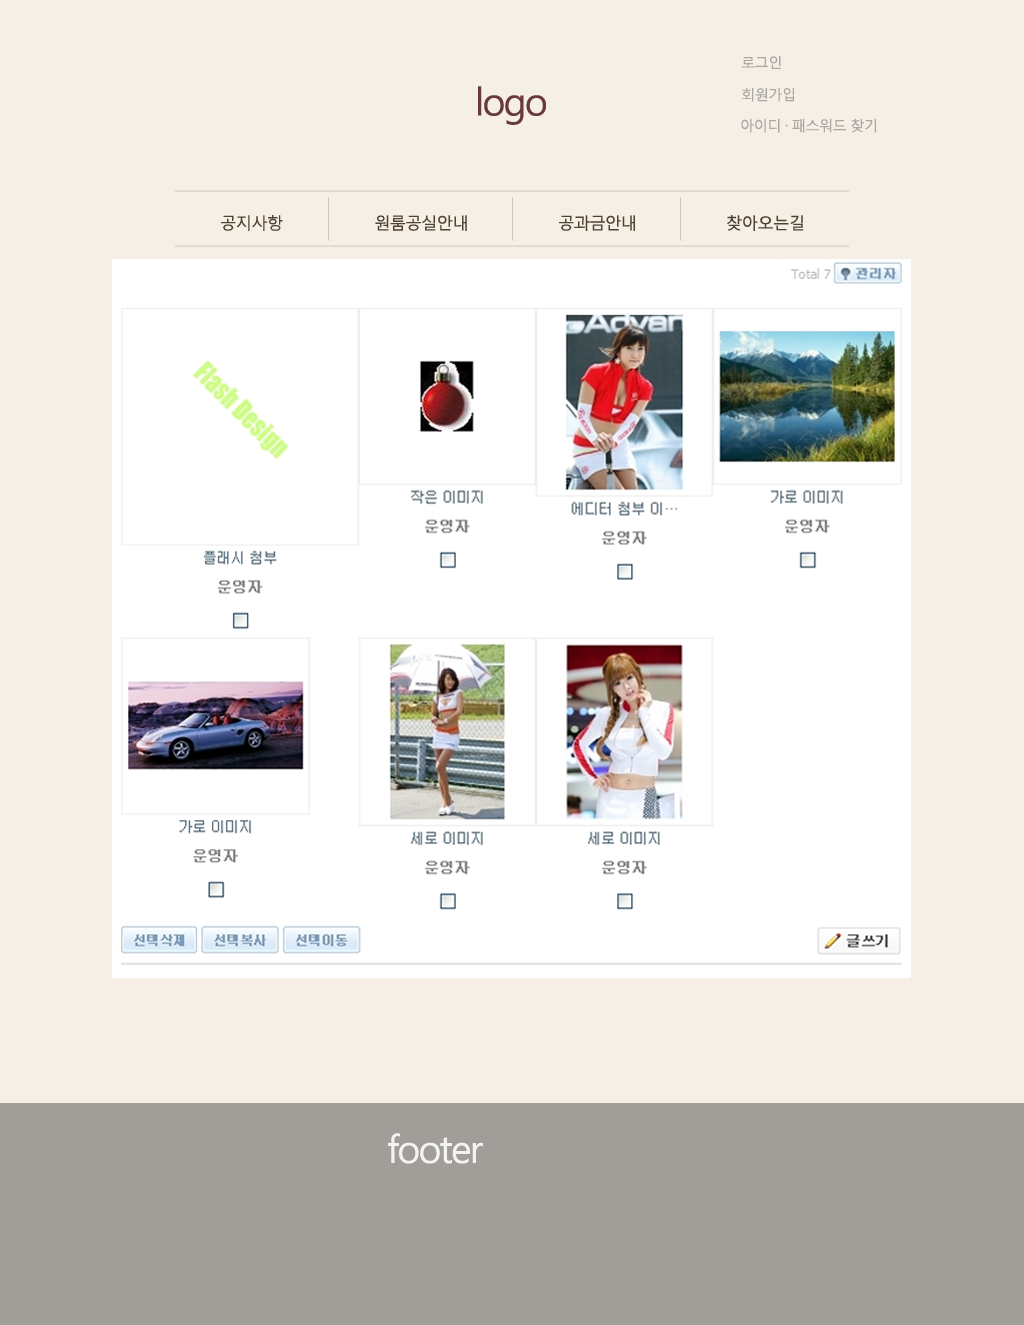 로그인
logo
회원가입
아이디 · 패스워드 찾기
공지사항 원룸공실안내 공과금안내 찾아오는길
Total 7 관리자
Flash Design
Advan
작은 이미지
가로 이미지
에디터 첨부 이···
운영자
운영자
운영자
플래시 첨부
운영자
가로 이미지
세로 이미지
세로 이미지
운영자
운영자
운영자
선택삭제 선택복사 선택이동 글쓰기
footer